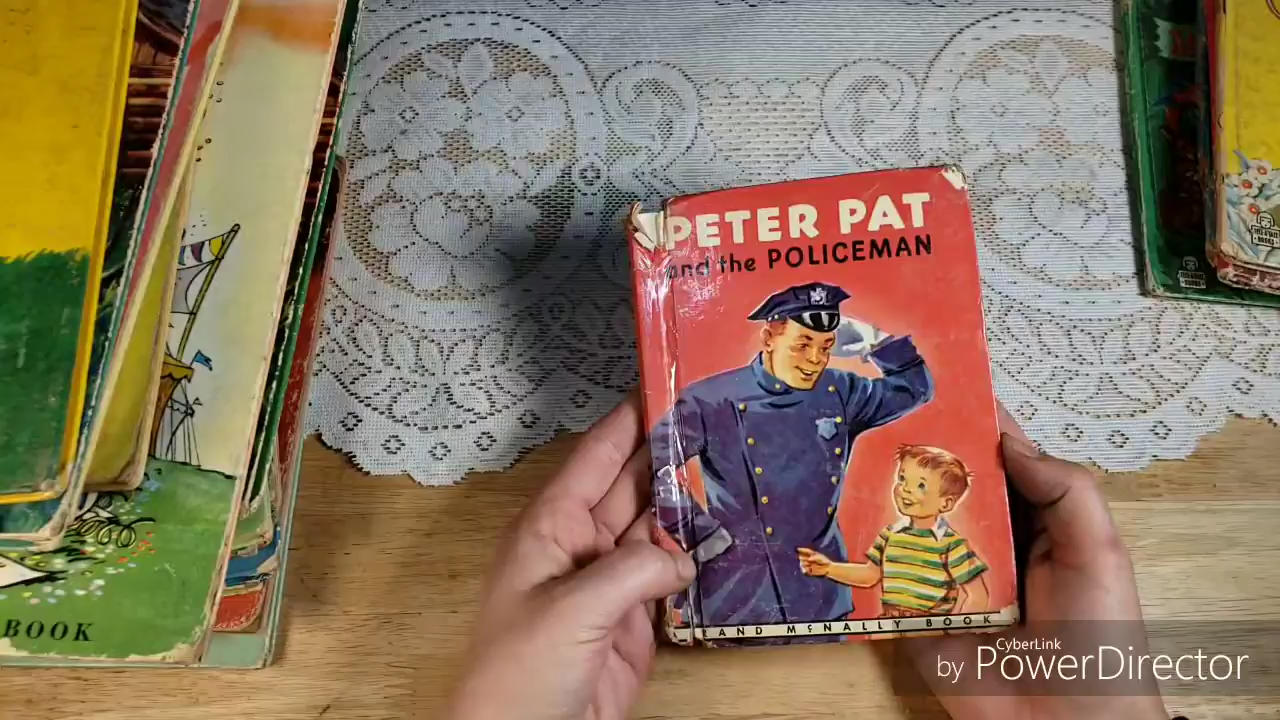 PETER PAT
and the POLICEMAN
RAND McNALLY BOOK
BOOK
CyberLink
by PowerDirector